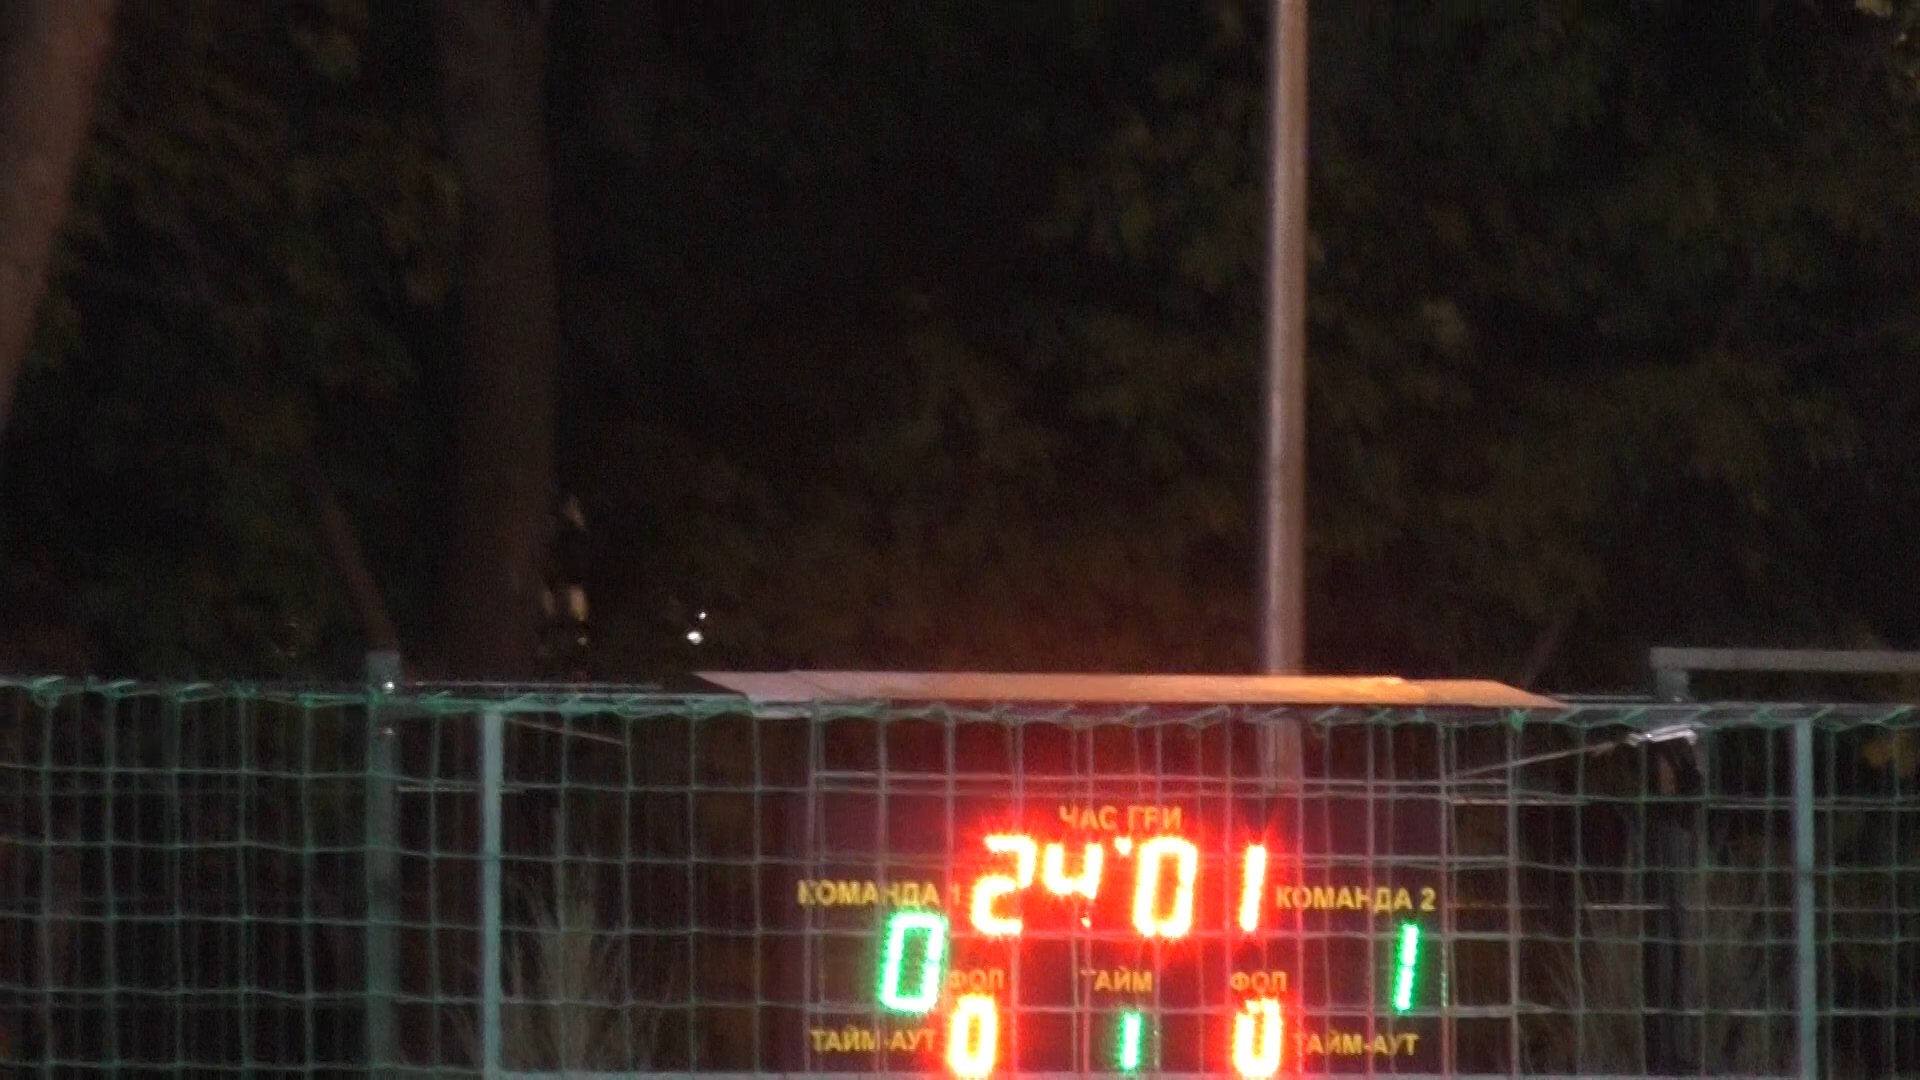 ЧАС ГРИ
24:01
КОМАНДА 1
КОМАНДА 2
0
1
ФОЛ
ТАЙМ
ФОЛ
0
1
0
ТАЙМ-АУТ
ТАЙМ-АУТ